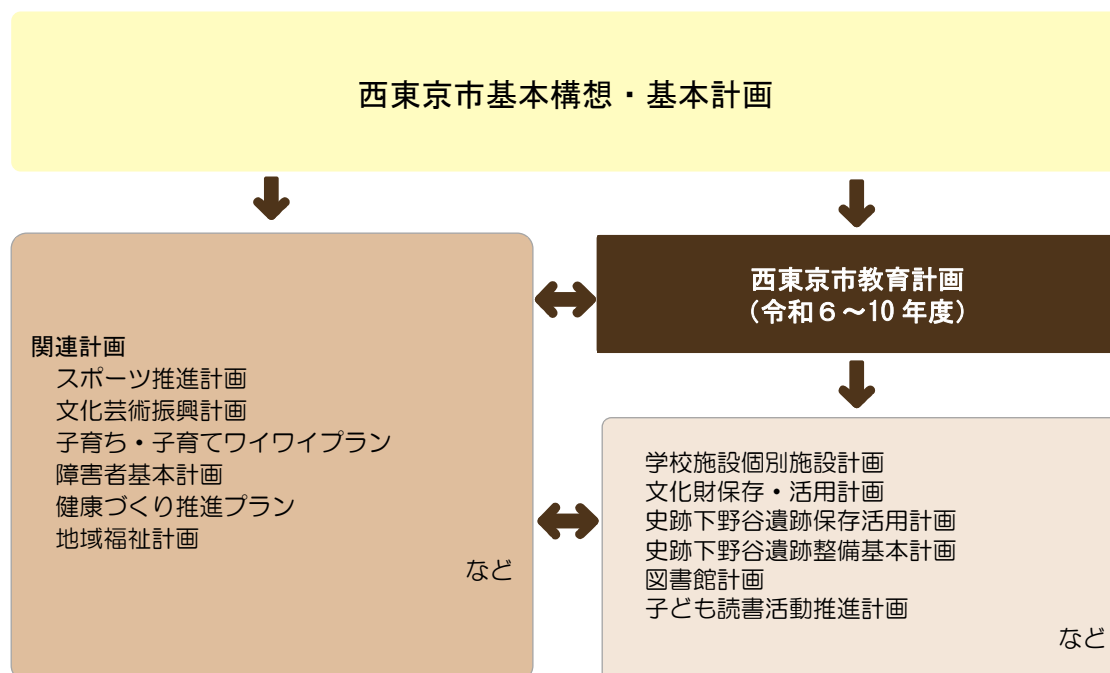 西東京市基本構想・基本計画
関連計画
スポーツ推進計画
文化芸術振興計画
子育ち・子育てワイワイプラン
障害者基本計画
健康づくり推進プラン
地域福祉計画
など
西東京市教育計画
（令和６～10 年度）
学校施設個別施設計画
文化財保存・活用計画
史跡下野谷遺跡保存活用計画
史跡下野谷遺跡整備基本計画
図書館計画
子ども読書活動推進計画
など